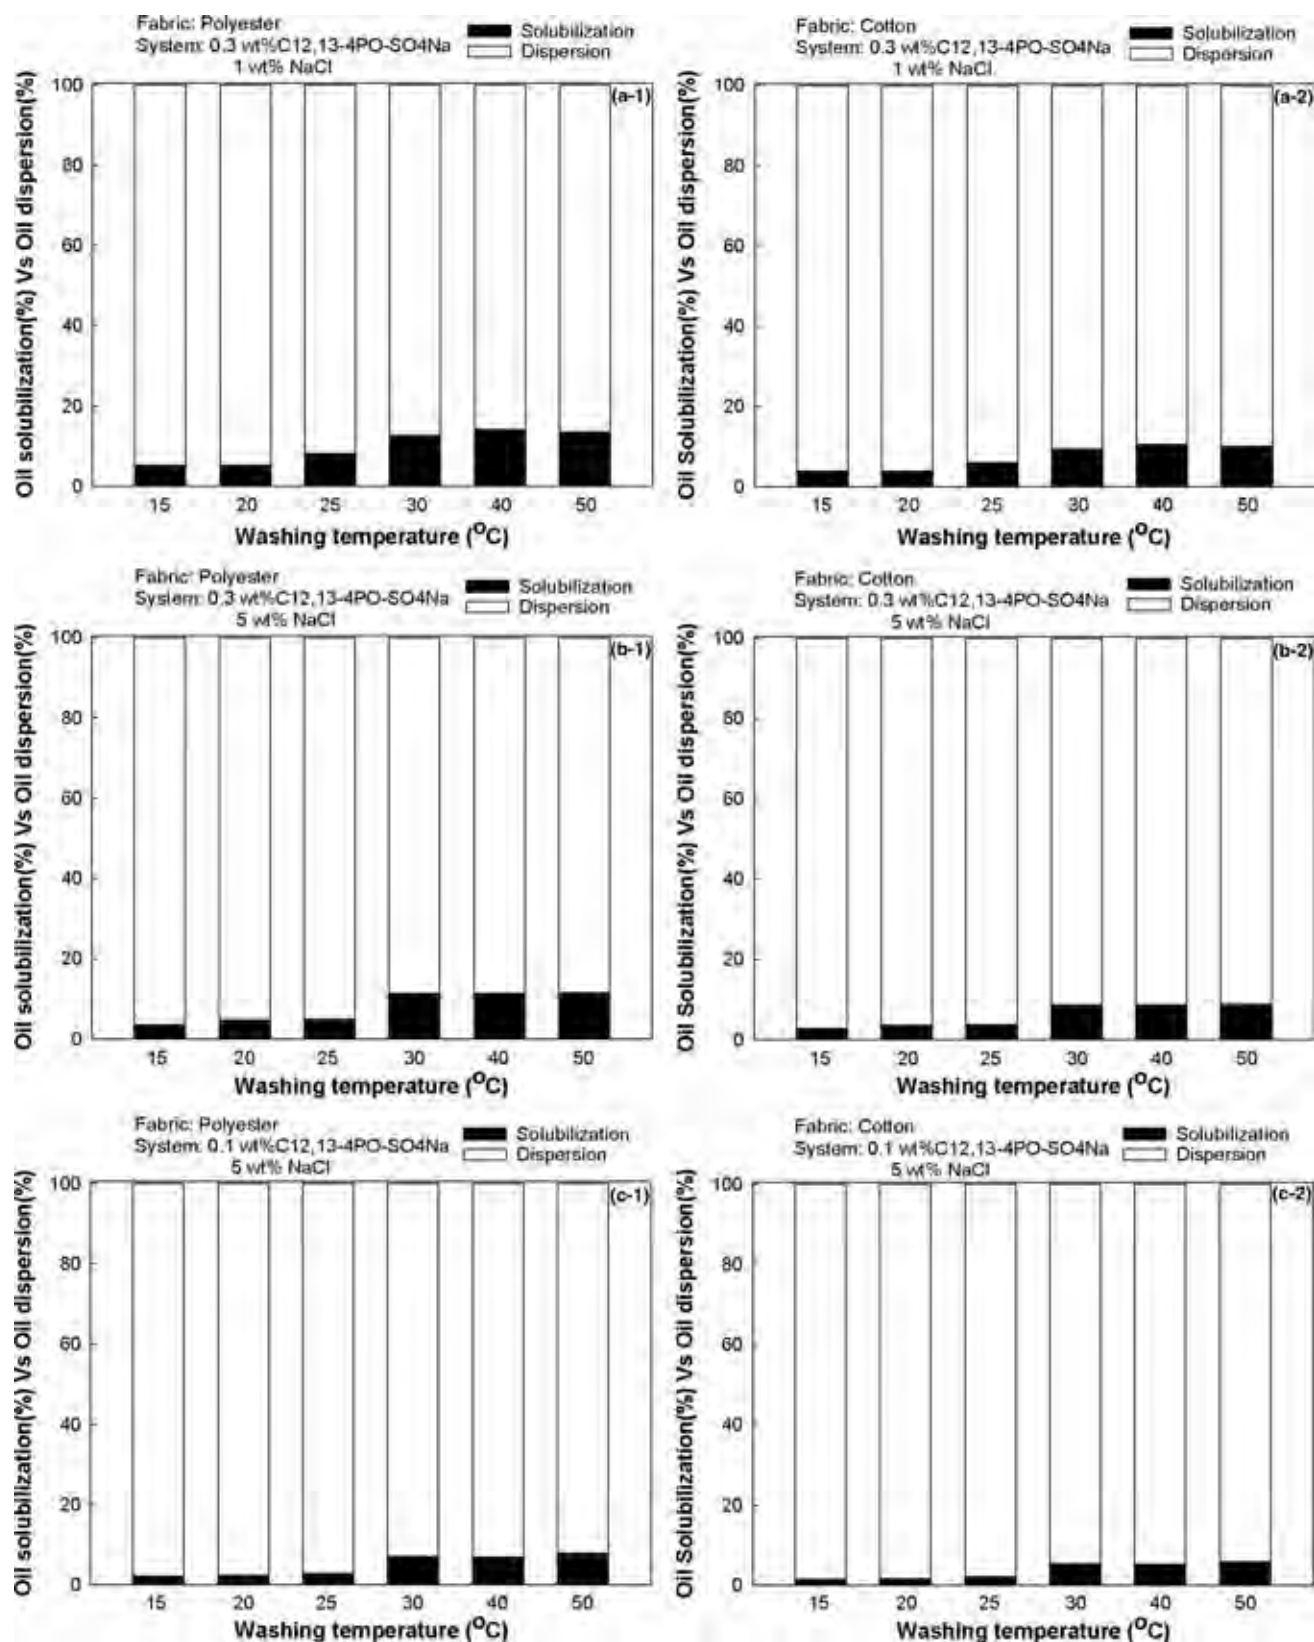 Fabric: Polyester
System: 0.3 wt%C12,13-4PO-SO4Na
1 wt% NaCl
Solubilization
Dispersion
(a-1)
Oil solubilization(%) Vs Oil dispersion(%)
100
80
60
40
20
0
15 20 25 30 40 50
Washing temperature (OC)
Fabric: Cotton
System: 0.3 wt%C12,13-4PO-SO4Na
1 wt% NaCl.
Solubilization
Dispersion
(a-2)
Oil Solubilization(%) Vs Oil dispersion(%)
100
80
60
40
20
0
15 20 25 30 40 50
Washing temperature (OC)
Fabric: Polyester
System: 0.3 wt%C12,13-4PO-SO4Na
5 wt% NaCl
Solubilization
Dispersion
(b-1)
Oil solubilization(%) Vs Oil dispersion(%)
100
80
60
40
20
0
15 20 25 30 40 50
Washing temperature (OC)
Fabric: Cotton
System: 0.3 wt%C12,13-4PO-SO4Na
5 wt% NaCl
Solubilization
Dispersion
(b-2)
Oil Solubilization(%) Vs Oil dispersion(%)
100
80
60
40
20
0
15 20 25 30 40 50
Washing temperature (OC)
Fabric: Polyester
System: 0.1 wt%C12,13-4PO-SO4Na
5 wt% NaCl
Solubilization
Dispersion
(c-1)
Oil solubilization(%) Vs Oil dispersion(%)
100
80
60
40
20
0
15 20 25 30 40 50
Washing temperature (OC)
Fabric: Cotton
System: 0.1 wt%C12,13-4PO-SO4Na
5 wt% NaCl
Solubilization
Dispersion
(c-2)
Oil Solubilization(%) Vs Oil dispersion(%)
100
80
60
40
20
0
15 20 25 30 40 50
Washing temperature (OC)